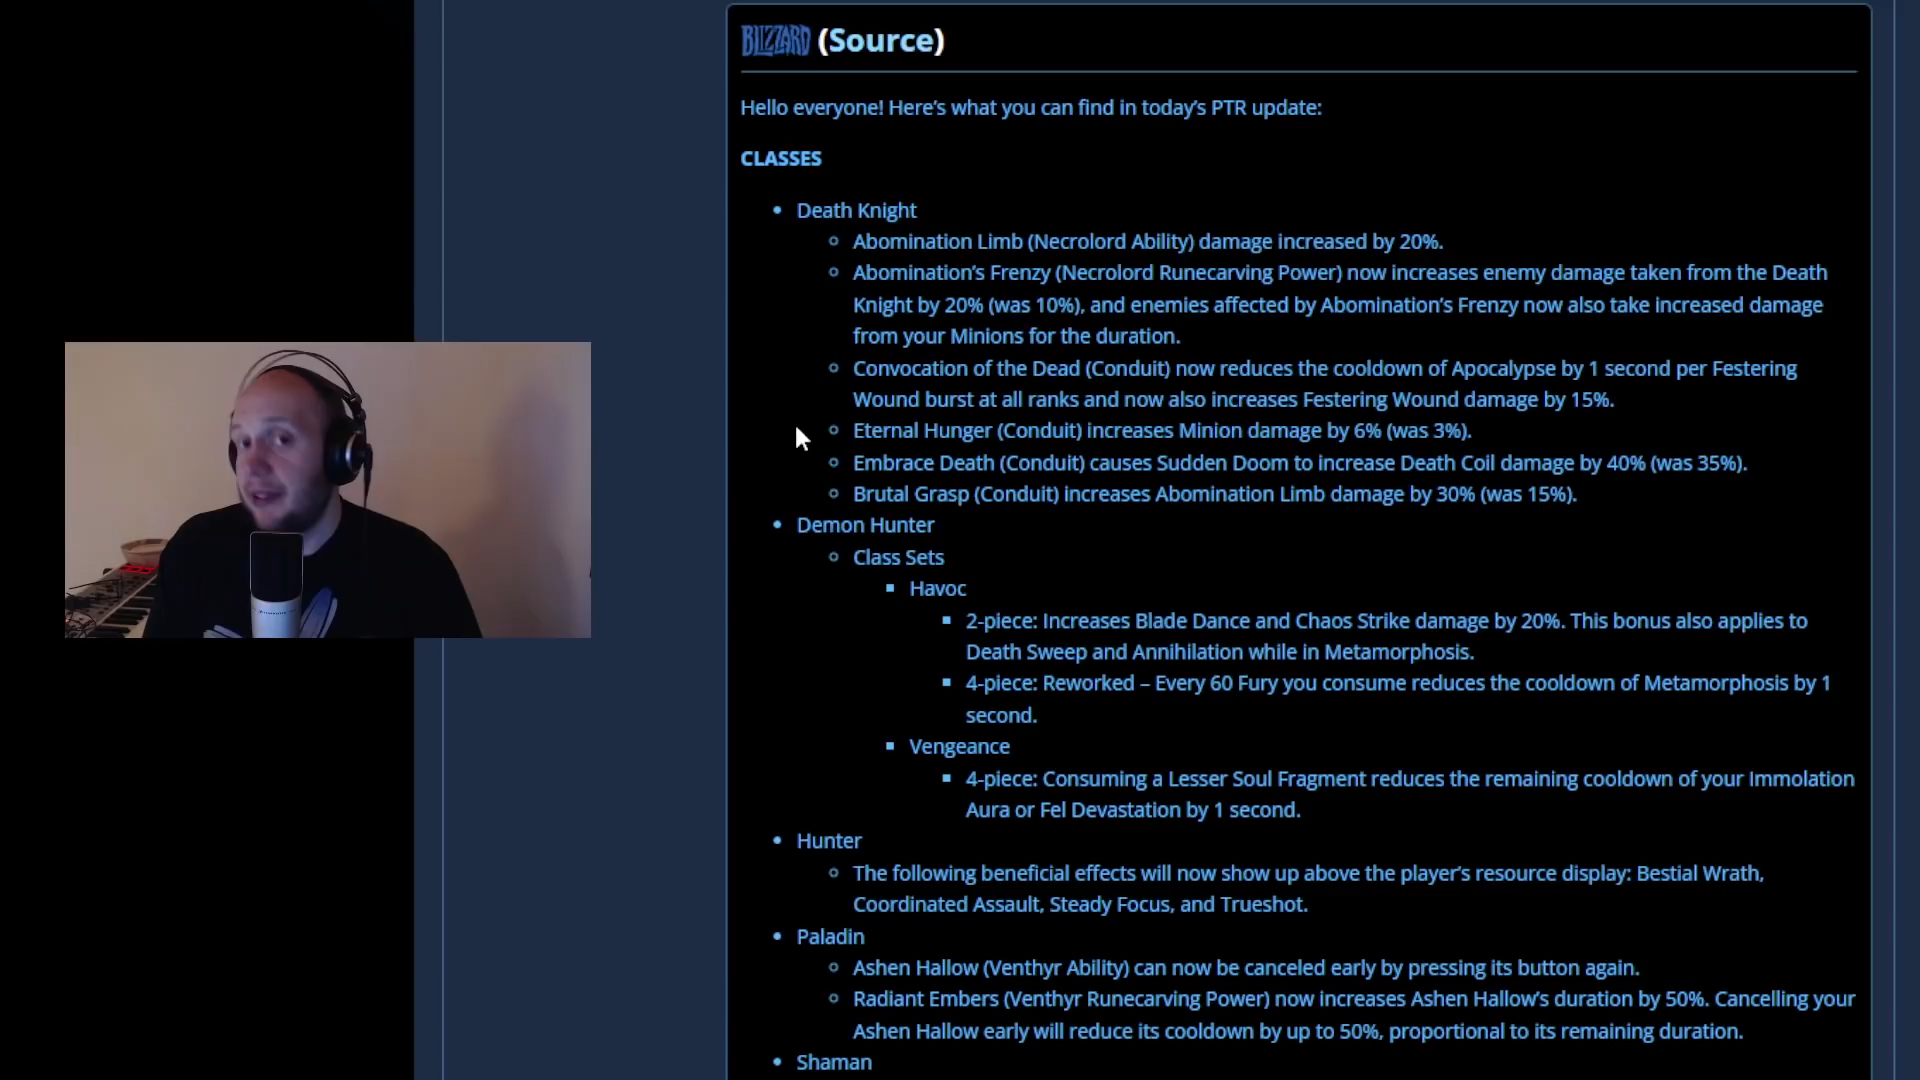 BLIZZARD (Source)
Hello everyone! Here's what you can find in today's PTR update:
CLASSES
• Death Knight
○ Abomination Limb (Necrolord Ability) damage increased by 20%.
○ Abomination's Frenzy (Necrolord Runecarving Power) now increases enemy damage taken from the Death
Knight by 20% (was 10%), and enemies affected by Abomination's Frenzy now also take increased damage
from your Minions for the duration.
○ Convocation of the Dead (Conduit) now reduces the cooldown of Apocalypse by 1 second per Festering
Wound burst at all ranks and now also increases Festering Wound damage by 15%.
○ Eternal Hunger (Conduit) increases Minion damage by 6% (was 3%).
○ Embrace Death (Conduit) causes Sudden Doom to increase Death Coil damage by 40% (was 35%).
○ Brutal Grasp (Conduit) increases Abomination Limb damage by 30% (was 15%).
• Demon Hunter
○ Class Sets
▪ Havoc
▪ 2-piece: Increases Blade Dance and Chaos Strike damage by 20%. This bonus also applies to
Death Sweep and Annihilation while in Metamorphosis.
▪ 4-piece: Reworked – Every 60 Fury you consume reduces the cooldown of Metamorphosis by 1
second.
▪ Vengeance
▪ 4-piece: Consuming a Lesser Soul Fragment reduces the remaining cooldown of your Immolation
Aura or Fel Devastation by 1 second.
• Hunter
○ The following beneficial effects will now show up above the player's resource display: Bestial Wrath,
Coordinated Assault, Steady Focus, and Trueshot.
• Paladin
○ Ashen Hallow (Venthyr Ability) can now be canceled early by pressing its button again.
○ Radiant Embers (Venthyr Runecarving Power) now increases Ashen Hallow's duration by 50%. Cancelling your
Ashen Hallow early will reduce its cooldown by up to 50%, proportional to its remaining duration.
• Shaman